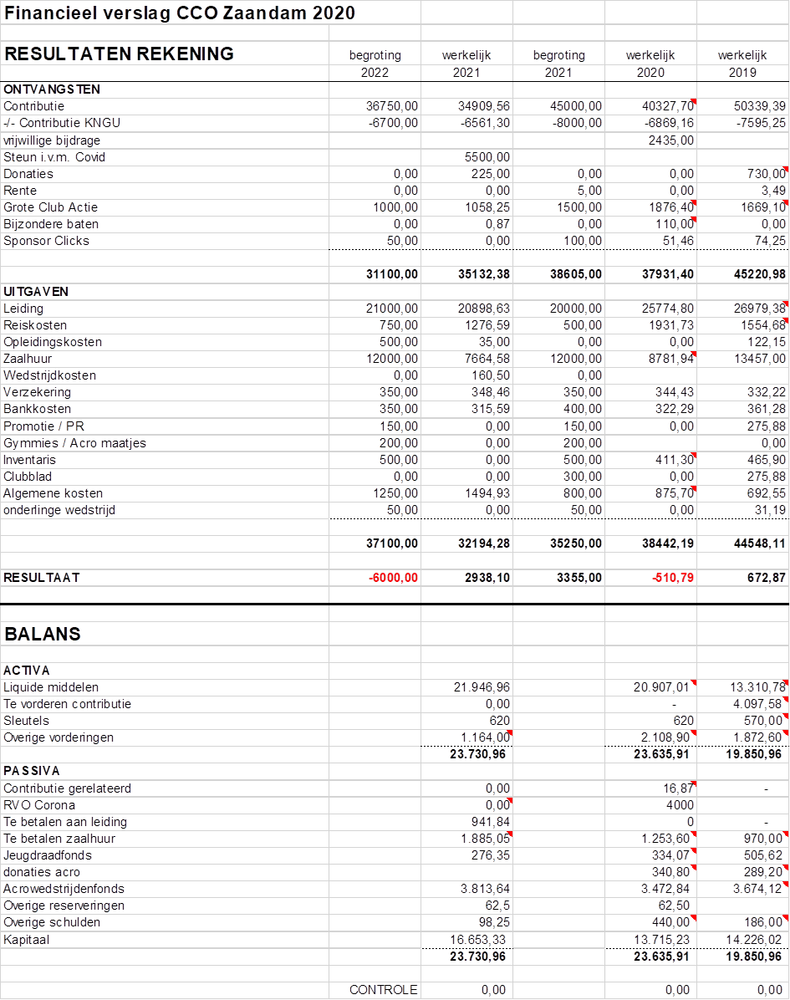 Financieel verslag CCO Zaandam 2020
RESULTATEN REKENING begroting werkelijk begroting werkelijk werkelijk
2022 2021 2021 2020 2019
ONTVANGSTEN
Contributie 36750,00 34909,56 45000,00 40327,70 50339,39
-/- Contributie KNGU -6700,00 -6561,30 -8000,00 -6869,16 -7595,25
vrijwillige bijdrage 2435,00
Steun i.v.m. Covid 5500,00
Donaties 0,00 225,00 0,00 0,00 730,00
Rente 0,00 0,00 5,00 0,00 3,49
Grote Club Actie 1000,00 1058,25 1500,00 1876,40 1669,10
Bijzondere baten 0,00 0,87 0,00 110,00 0,00
Sponsor Clicks 50,00 0,00 100,00 51,46 74,25
31100,00 35132,38 38605,00 37931,40 45220,98
UITGAVEN
Leiding 21000,00 20898,63 20000,00 25774,80 26979,38
Reiskosten 750,00 1276,59 500,00 1931,73 1554,68
Opleidingskosten 500,00 35,00 0,00 0,00 122,15
Zaalhuur 12000,00 7664,58 12000,00 8781,94 13457,00
Wedstrijdkosten 0,00 160,50 0,00
Verzekering 350,00 348,46 350,00 344,43 332,22
Bankkosten 350,00 315,59 400,00 322,29 361,28
Promotie / PR 150,00 0,00 150,00 0,00 275,88
Gymmies / Acro maatjes 200,00 0,00 200,00 0,00
Inventaris 500,00 0,00 500,00 411,30 465,90
Clubblad 0,00 0,00 300,00 0,00 275,88
Algemene kosten 1250,00 1494,93 800,00 875,70 692,55
onderlinge wedstrijd 50,00 0,00 50,00 0,00 31,19
37100,00 32194,28 35250,00 38442,19 44548,11
RESULTAAT -6000,00 2938,10 3355,00 -510,79 672,87
BALANS
ACTIVA
Liquide middelen 21.946,96 20.907,01 13.310,78
Te vorderen contributie 0,00 - 4.097,58
Sleutels 620 620 570,00
Overige vorderingen 1.164,00 2.108,90 1.872,60
23.730,96 23.635,91 19.850,96
PASSIVA
Contributie gerelateerd 0,00 16,87 -
RVO Corona 0,00 4000
Te betalen aan leiding 941,84 0 -
Te betalen zaalhuur 1.885,05 1.253,60 970,00
Jeugdraadfonds 276,35 334,07 505,62
donaties acro 340,80 289,20
Acrowedstrijdenfonds 3.813,64 3.472,84 3.674,12
Overige reserveringen 62,5 62,50
Overige schulden 98,25 440,00 186,00
Kapitaal 16.653,33 13.715,23 14.226,02
23.730,96 23.635,91 19.850,96
CONTROLE 0,00 0,00 0,00